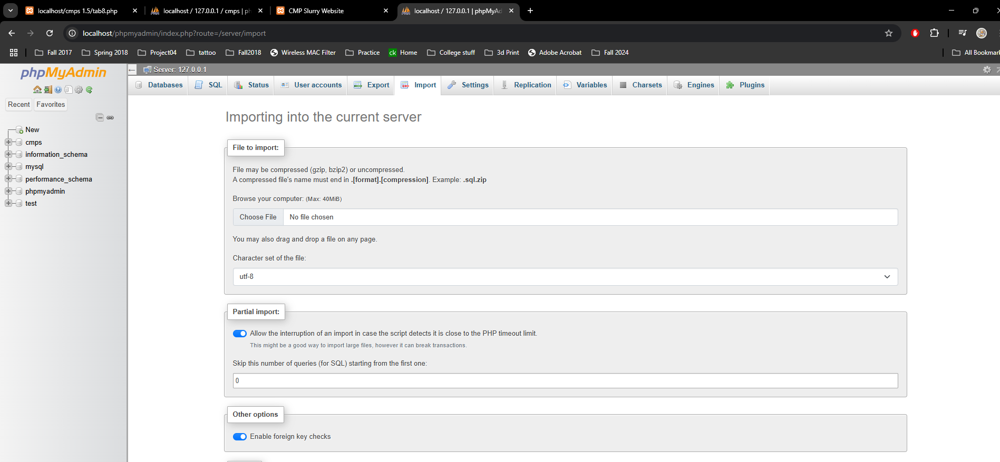 localhost/cmps 1.5/tab8.php
localhost / 127.0.0.1 / cmps | ph
CMP Slurry Website
localhost / 127.0.0.1 | phpMyAd
localhost/phpmyadmin/index.php?route=/server/import
Fall 2017
Spring 2018
Project04
tattoo
Fall2018
Wireless MAC Filter
Practice
ck Home
College stuff
3d Print
Adobe Acrobat
Fall 2024
All Bookmar
phpMyAdmin
Recent
Favorites
New
cmps
information_schema
mysql
performance_schema
phpmyadmin
test
Server: 127.0.0.1
Databases
SQL
Status
User accounts
Export
Import
Settings
Replication
Variables
Charsets
Engines
Plugins
Importing into the current server
File to import:
File may be compressed (gzip, bzip2) or uncompressed.
A compressed file's name must end in .[format].[compression]. Example: .sql.zip
Browse your computer: (Max: 40MiB)
Choose File
No file chosen
You may also drag and drop a file on any page.
Character set of the file:
utf-8
Partial import:
Allow the interruption of an import in case the script detects it is close to the PHP timeout limit.
This might be a good way to import large files, however it can break transactions.
Skip this number of queries (for SQL) starting from the first one:
0
Other options
Enable foreign key checks